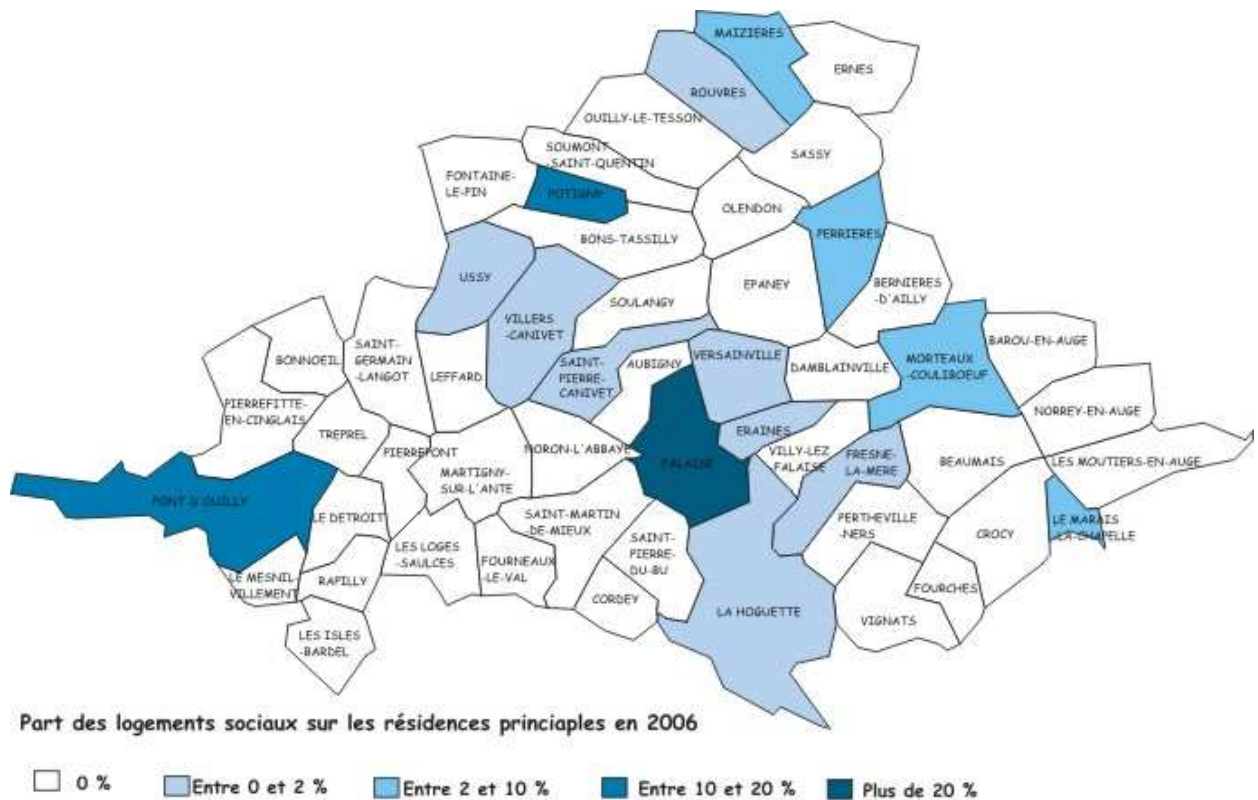 MAIZIERES
ERNES
ROUVRES
OUILLY-LE-TESSON
SOUMONT
-SAINT-QUENTIN
SASSY
FONTAINE-
LE-PIN
POTIGNY
OLENDON
BONS-TASSILLY
PERRIERES
USSY
EPANEY
BERNIERES
-D'AILLY
SOULANGY
VILLERS
-CANIVET
SAINT-
GERMAIN
-LANGOT
BONNOEIL
LEFFARD
SAINT-
PIERRE-
CANIVET
AUBIGNY
VERSAINVILLE
DAMBLAINVILLE
MORTEAUX
-COULIBOEUF
BAROU-EN-AUGE
PIERREFITTE-
EN-CINGLAIS
NORREY-EN-AUGE
TREPREL
PIERREPONT
NORON-L'ABBAYE
ERAINES
VILLY-LEZ
FALAISE
FRESNE-
LA-MERE
BEAUMAIS
LES MOUTIERS-EN-AUGE
FALAISE
MARTIGNY-
SUR-L'ANTE
PONT D'OUILLY
LE DETROIT
SAINT-MARTIN
-DE-MIEUX
PERTHEVILLE
-NERS
LE MARAIS
-LA-CHAPELLE
CROCY
LES LOGES
-SAULCES
FOURNEAUX
-LE-VAL
SAINT-
PIERRE-
DU-BU
LE MESNIL-
VILLEMENT
RAPILLY
CORDEY
LA HOGUETTE
FOURCHES
VIGNATS
LES ISLES
-BARDEL
Part des logements sociaux sur les résidences princiaples en 2006
0 %
Entre 0 et 2 %
Entre 2 et 10 %
Entre 10 et 20 %
Plus de 20 %